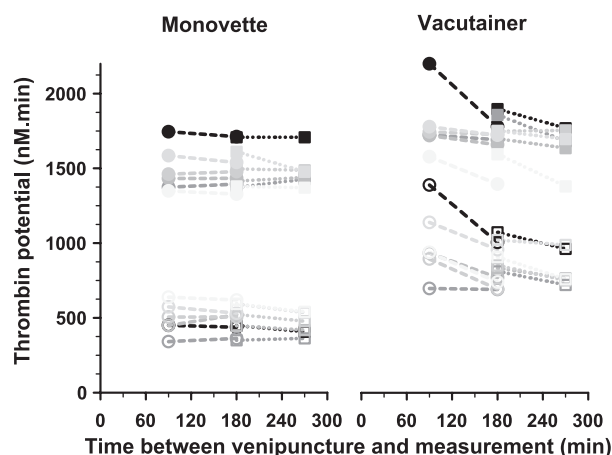 Monovette
Vacutainer
Thrombin potential (nM.min)
2000
1500
1000
500
0
0 60 120 180 240 300
0 60 120 180 240 300
Time between venipuncture and measurement (min)